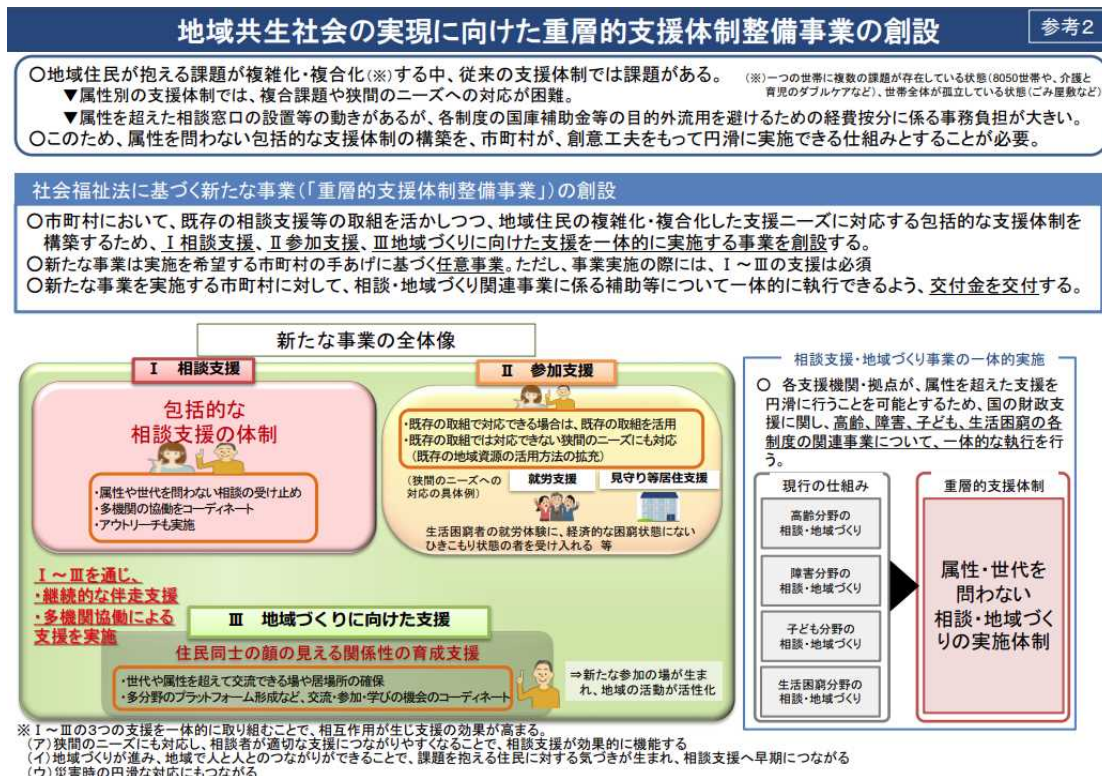 地域共生社会の実現に向けた重層的支援体制整備事業の創設
参考2
○地域住民が抱える課題が複雑化・複合化(※)する中、従来の支援体制では課題がある。
(※)一つの世帯に複数の課題が存在している状態(8050世帯や、介護と
育児のダブルケアなど)、世帯全体が孤立している状態(ごみ屋敷など)
▼属性別の支援体制では、複合課題や狭間のニーズへの対応が困難。
▼属性を超えた相談窓口の設置等の動きがあるが、各制度の国庫補助金等の目的外流用を避けるための経費按分に係る事務負担が大きい。
○このため、属性を問わない包括的な支援体制の構築を、市町村が、創意工夫をもって円滑に実施できる仕組みとすることが必要。
社会福祉法に基づく新たな事業(「重層的支援体制整備事業」)の創設
○市町村において、既存の相談支援等の取組を活かしつつ、地域住民の複雑化・複合化した支援ニーズに対応する包括的な支援体制を
構築するため、Ⅰ相談支援、Ⅱ参加支援、Ⅲ地域づくりに向けた支援を一体的に実施する事業を創設する。
○新たな事業は実施を希望する市町村の手あげに基づく任意事業。ただし、事業実施の際には、Ⅰ~Ⅲの支援は必須
○新たな事業を実施する市町村に対して、相談・地域づくり関連事業に係る補助等について一体的に執行できるよう、交付金を交付する。
新たな事業の全体像
Ⅰ 相談支援
包括的な
相談支援の体制
・属性や世代を問わない相談の受け止め
・多機関の協働をコーディネート
・アウトリーチも実施
Ⅱ 参加支援
・既存の取組で対応できる場合は、既存の取組を活用
・既存の取組では対応できない狭間のニーズにも対応
(既存の地域資源の活用方法の拡充)
(狭間のニーズへの
対応の具体例)
就労支援
見守り等居住支援
生活困窮者の就労体験に、経済的な困窮状態にない
ひきこもり状態の者を受け入れる 等
Ⅰ~Ⅲを通じ、
・継続的な伴走支援
・多機関協働による
支援を実施
Ⅲ 地域づくりに向けた支援
住民同士の顔の見える関係性の育成支援
・世代や属性を超えて交流できる場や居場所の確保
・多分野のプラットフォーム形成など、交流・参加・学びの機会のコーディネート
⇒新たな参加の場が生ま
れ、地域の活動が活性化
相談支援・地域づくり事業の一体的実施
○ 各支援機関・拠点が、属性を超えた支援を
円滑に行うことを可能とするため、国の財政支
援に関し、高齢、障害、子ども、生活困窮の各
制度の関連事業について、一体的な執行を行
う。
現行の仕組み
高齢分野の
相談・地域づくり
障害分野の
相談・地域づくり
子ども分野の
相談・地域づくり
生活困窮分野の
相談・地域づくり
重層的支援体制
属性・世代を
問わない
相談・地域づく
りの実施体制
※Ⅰ~Ⅲの3つの支援を一体的に取り組むことで、相互作用が生じ支援の効果が高まる。
(ア)狭間のニーズにも対応し、相談者が適切な支援につながりやすくなることで、相談支援が効果的に機能する
(イ)地域づくりが進み、地域で人と人とのつながりができることで、課題を抱える住民に対する気づきが生まれ、相談支援へ早期につながる
(ウ)災害時の円滑な対応にもつながる